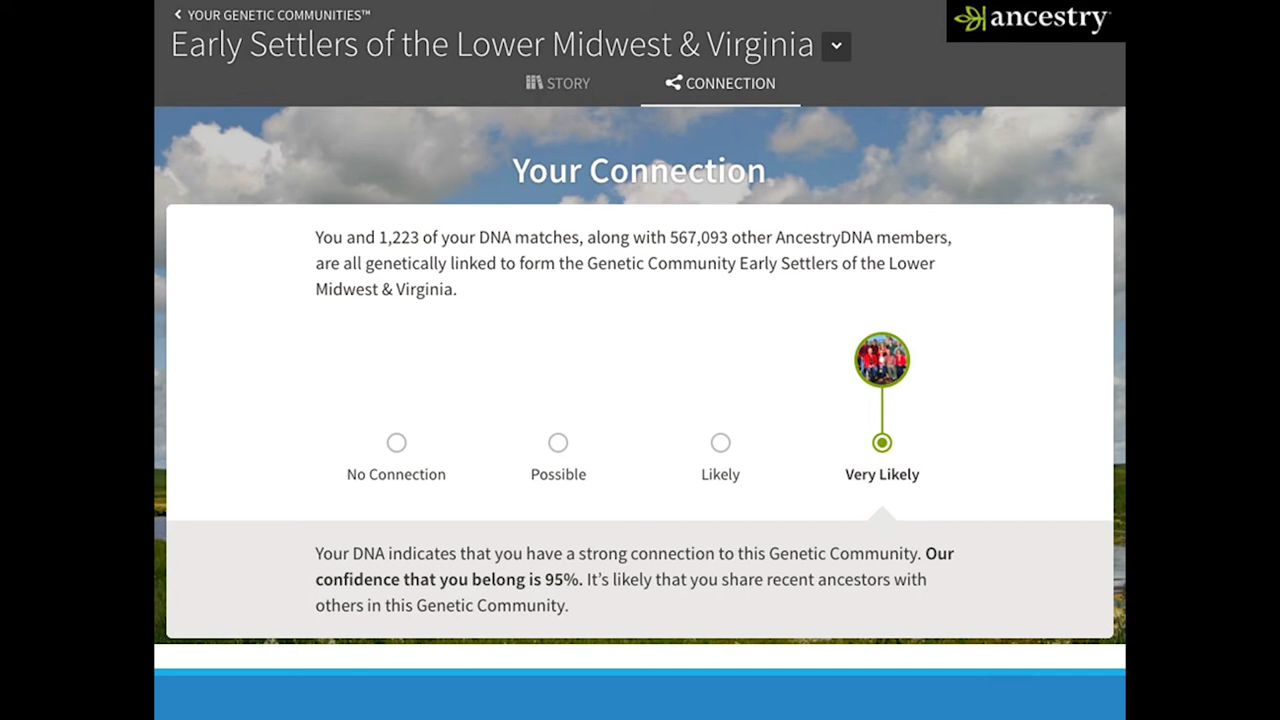 YOUR GENETIC COMMUNITIES™
ancestry
Early Settlers of the Lower Midwest & Virginia
STORY
CONNECTION
Your Connection
You and 1,223 of your DNA matches, along with 567,093 other AncestryDNA members,
are all genetically linked to form the Genetic Community Early Settlers of the Lower
Midwest & Virginia.
No Connection
Possible
Likely
Very Likely
Your DNA indicates that you have a strong connection to this Genetic Community. Our
confidence that you belong is 95%. It's likely that you share recent ancestors with
others in this Genetic Community.